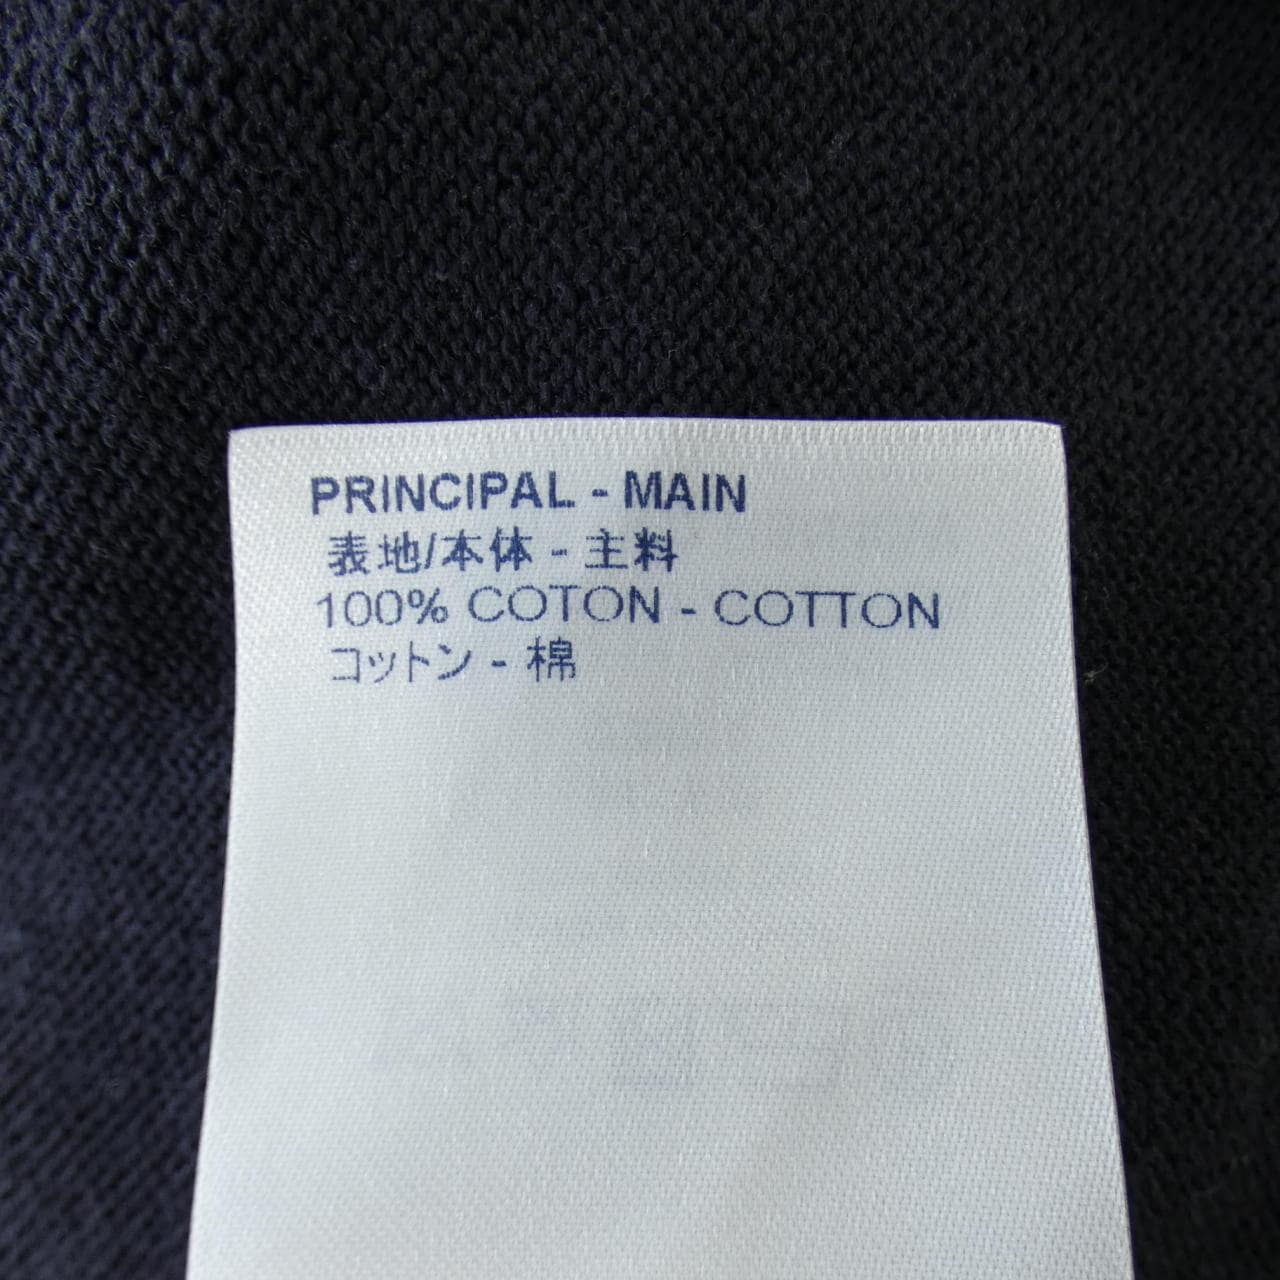 PRINCIPAL - MAIN
表地/本体 - 主料
100% COTON - COTTON
コットン - 棉